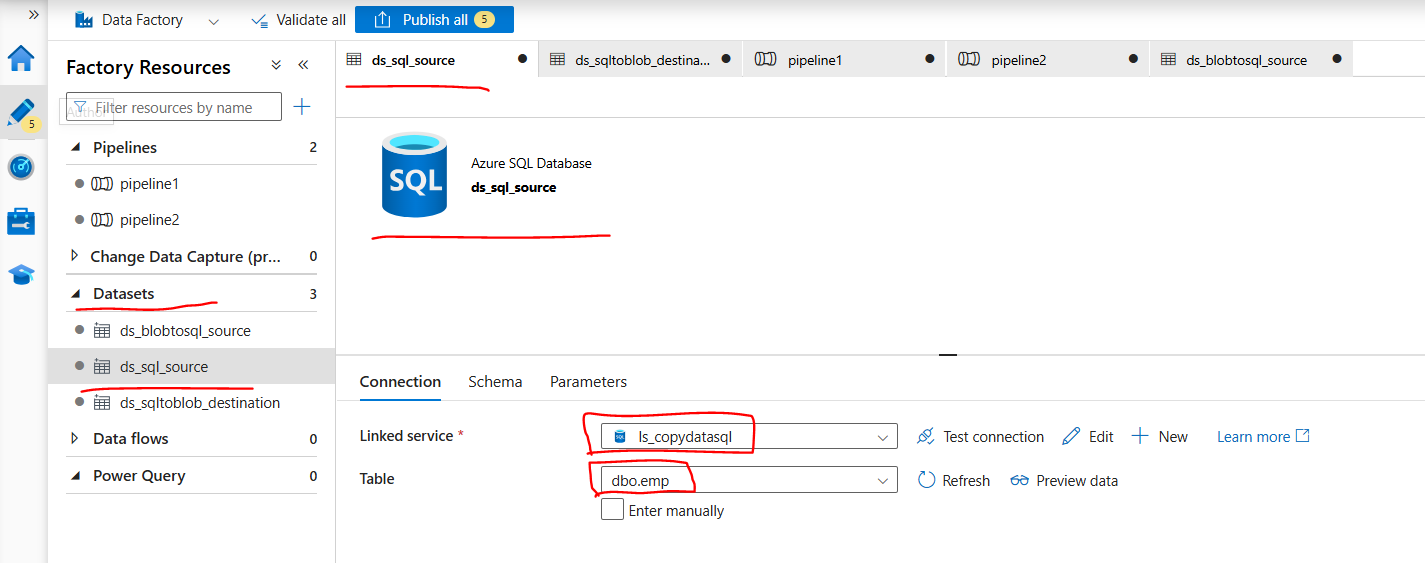 Data Factory
Validate all
Publish all 5
Factory Resources
Filter resources by name
Author
5
Pipelines 2
pipeline1
pipeline2
Change Data Capture (pr... 0
Datasets 3
ds_blobtosql_source
ds_sql_source
ds_sqltoblob_destination
Data flows 0
Power Query 0
ds_sql_source
ds_sqltoblob_destina...
pipeline1
pipeline2
ds_blobtosql_source
SQL
Azure SQL Database
ds_sql_source
Connection Schema Parameters
Linked service * SQL ls_copydatasql Test connection Edit New Learn more
Table dbo.emp Refresh Preview data
Enter manually